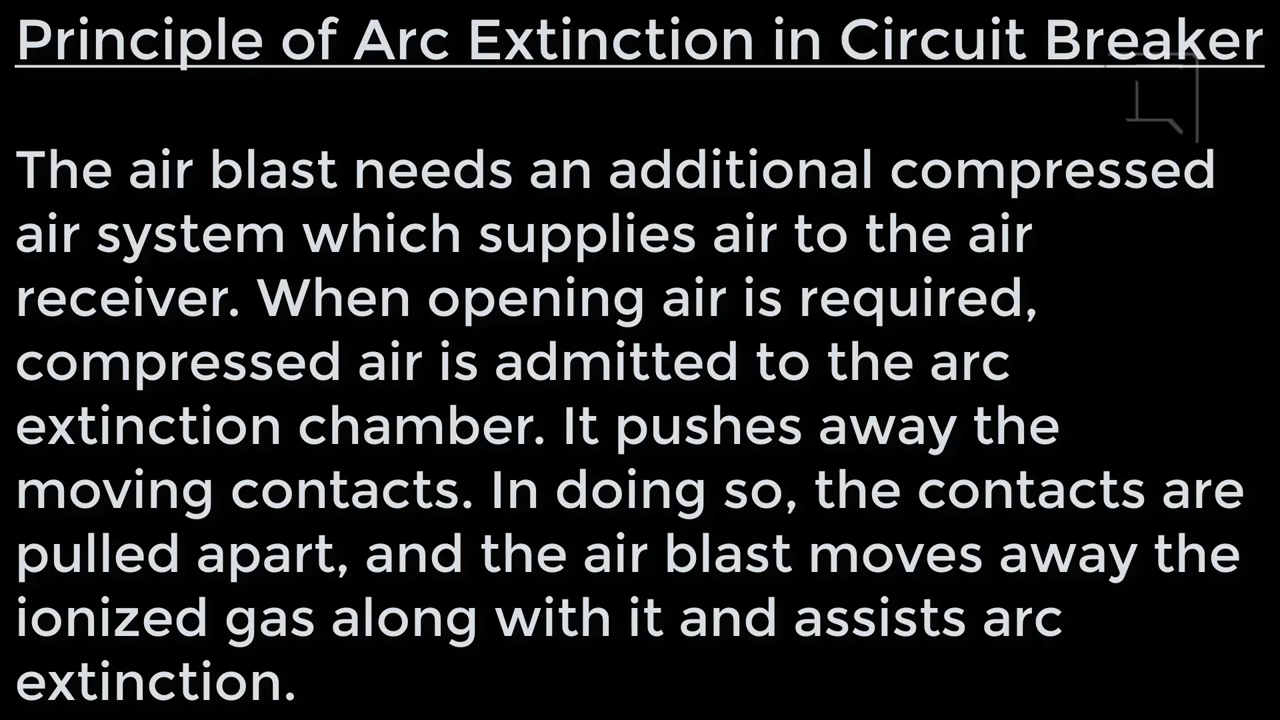 Principle of Arc Extinction in Circuit Breaker
The air blast needs an additional compressed
air system which supplies air to the air
receiver. When opening air is required,
compressed air is admitted to the arc
extinction chamber. It pushes away the
moving contacts. In doing so, the contacts are
pulled apart, and the air blast moves away the
ionized gas along with it and assists arc
extinction.